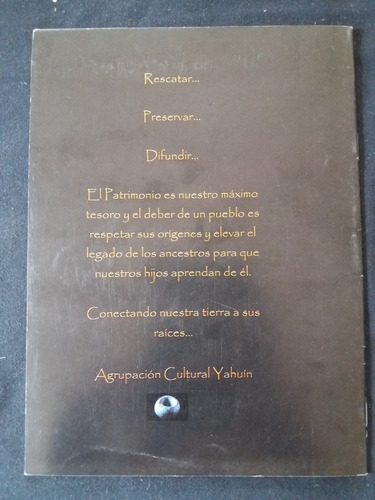 Rescatar...
Preservar...
Difundir...
El Patrimonio es nuestro máximo
tesoro y el deber de un pueblo es
respetar sus orígenes y elevar el
legado de los ancestros para que
nuestros hijos aprendan de él.
Conectando nuestra tierra a sus
raíces...
Agrupación Cultural Yahuín